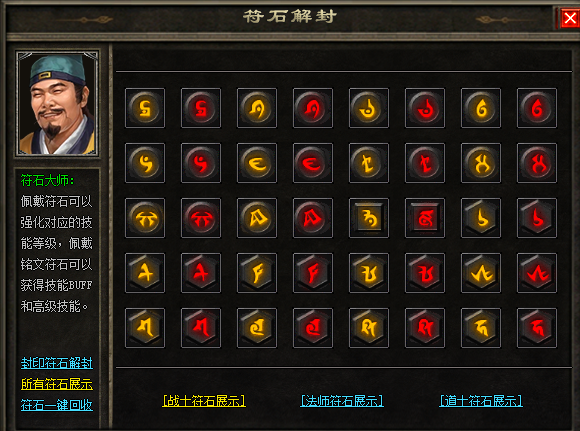 符石解封
符石大师:
佩戴符石可以
强化对应的技
能等级，佩戴
铭文符石可以
获得技能BUFF
和高级技能。
封印符石解封
所有符石展示
符石一键回收
[战士符石展示]
[法师符石展示]
[道士符石展示]